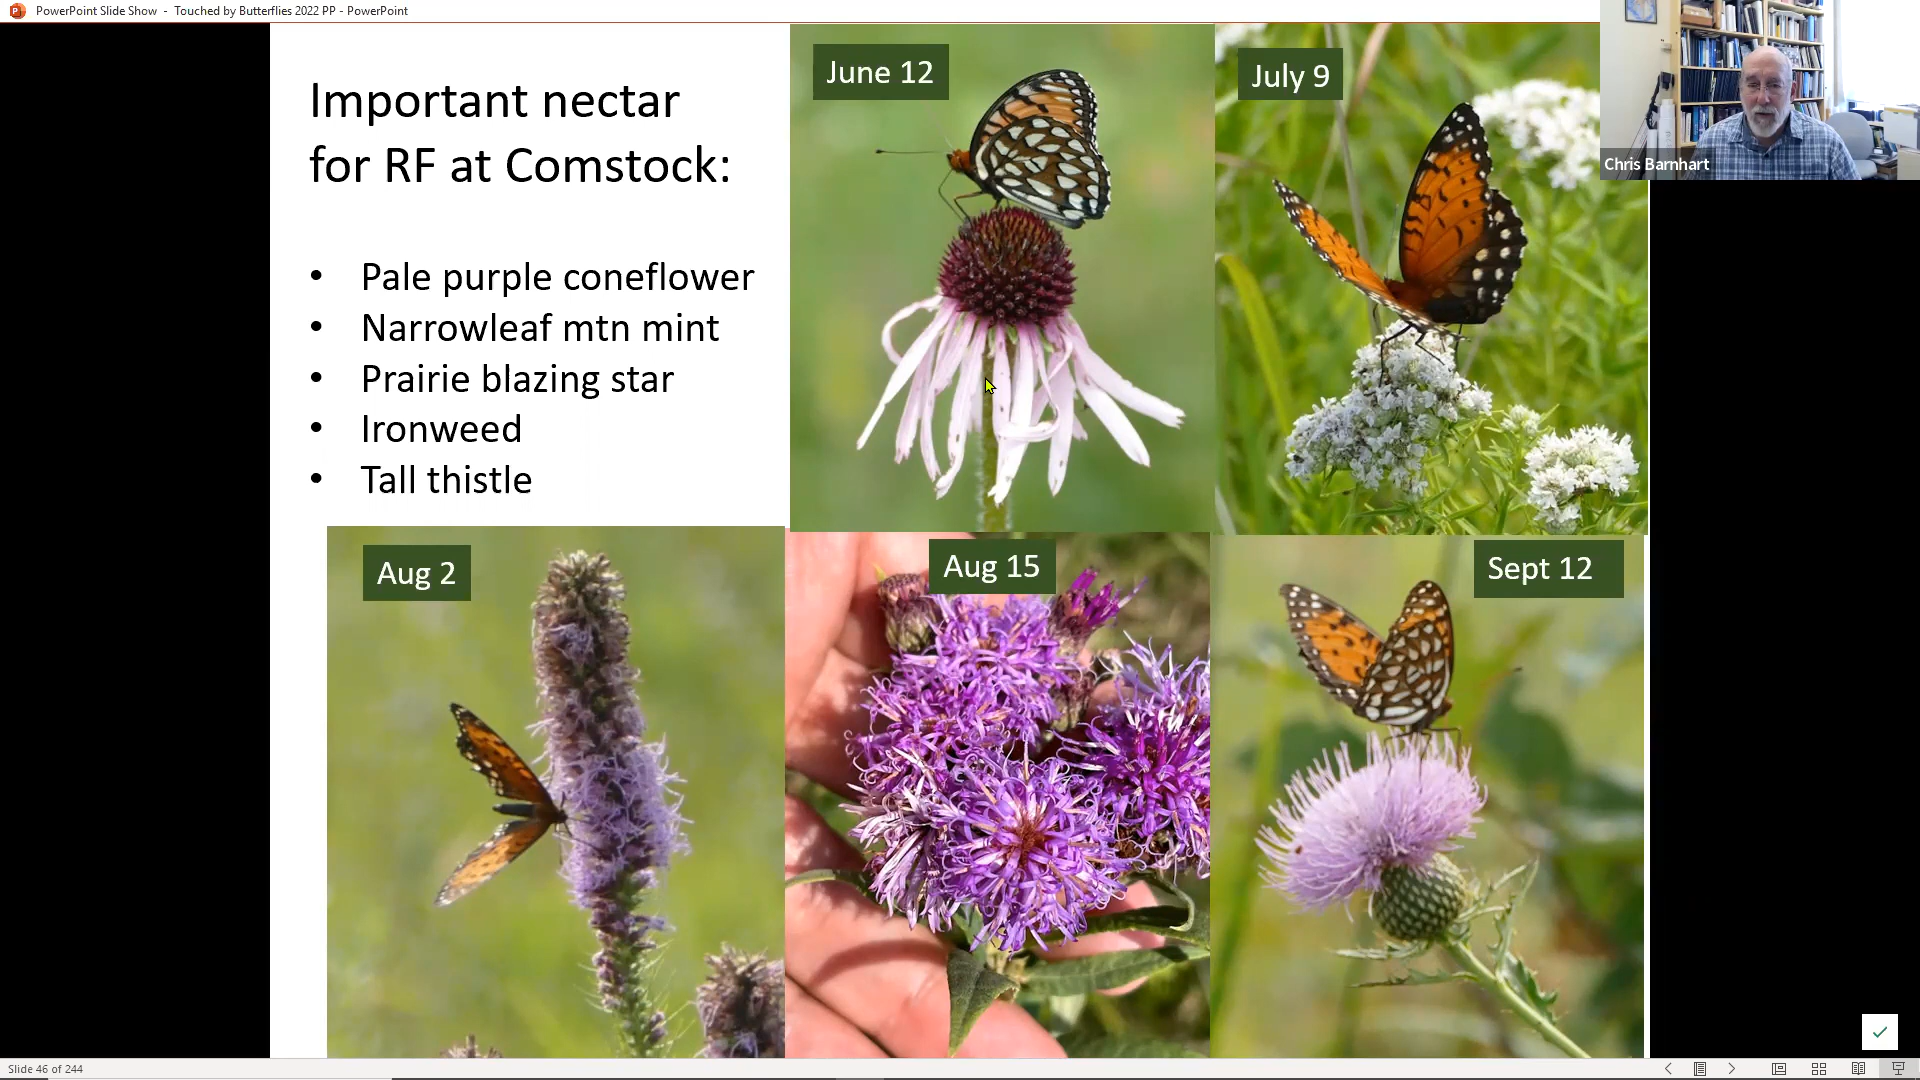 PowerPoint Slide Show - Touched by Butterflies 2022 PP - PowerPoint
Important nectar
for RF at Comstock:
• Pale purple coneflower
• Narrowleaf mtn mint
• Prairie blazing star
• Ironweed
• Tall thistle
June 12
July 9
Chris Barnhart
Aug 2
Aug 15
Sept 12
Slide 46 of 244